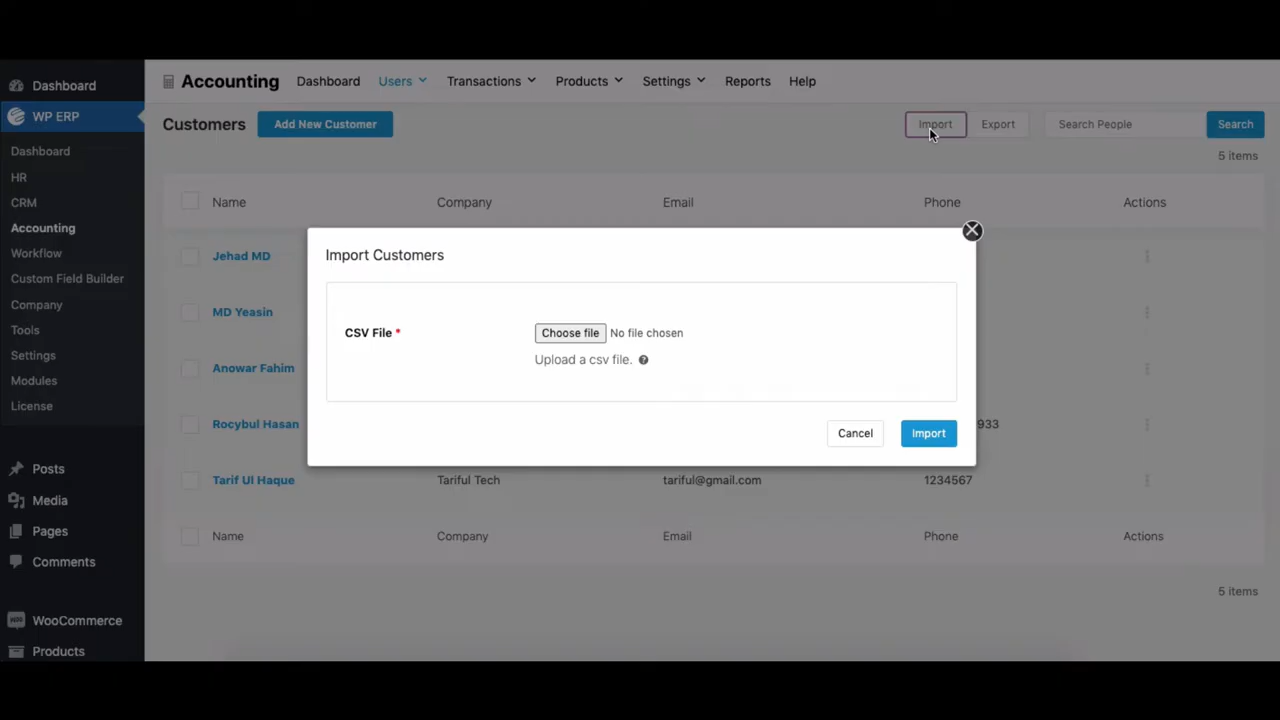 Dashboard
WP ERP
Dashboard
HR
CRM
Accounting
Workflow
Custom Field Builder
Company
Tools
Settings
Modules
License
Posts
Media
Pages
Comments
WooCommerce
Products
Accounting Dashboard Users Transactions Products Settings Reports Help
Customers Add New Customer Import Export Search People Search
5 items
Name Company Email Phone Actions
Jehad MD
MD Yeasin
Anowar Fahim
Rocybul Hasan 933
Tarif Ul Haque Tariful Tech tariful@gmail.com 1234567
Name Company Email Phone Actions
5 items
Import Customers
CSV File * Choose file No file chosen
Upload a csv file. ?
Cancel Import